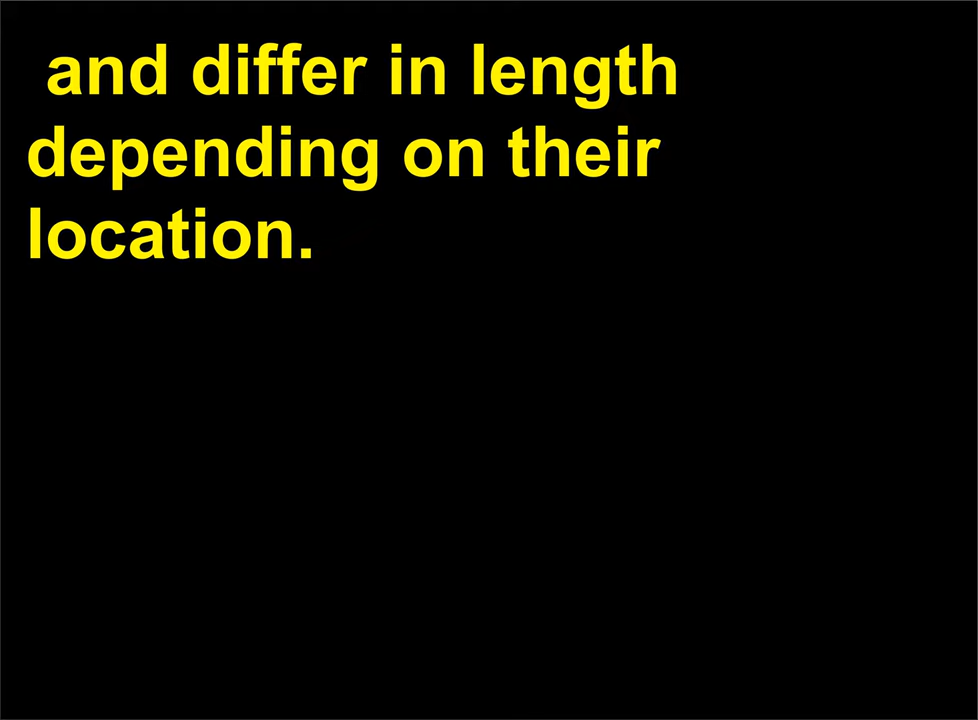 and differ in length
depending on their
location.